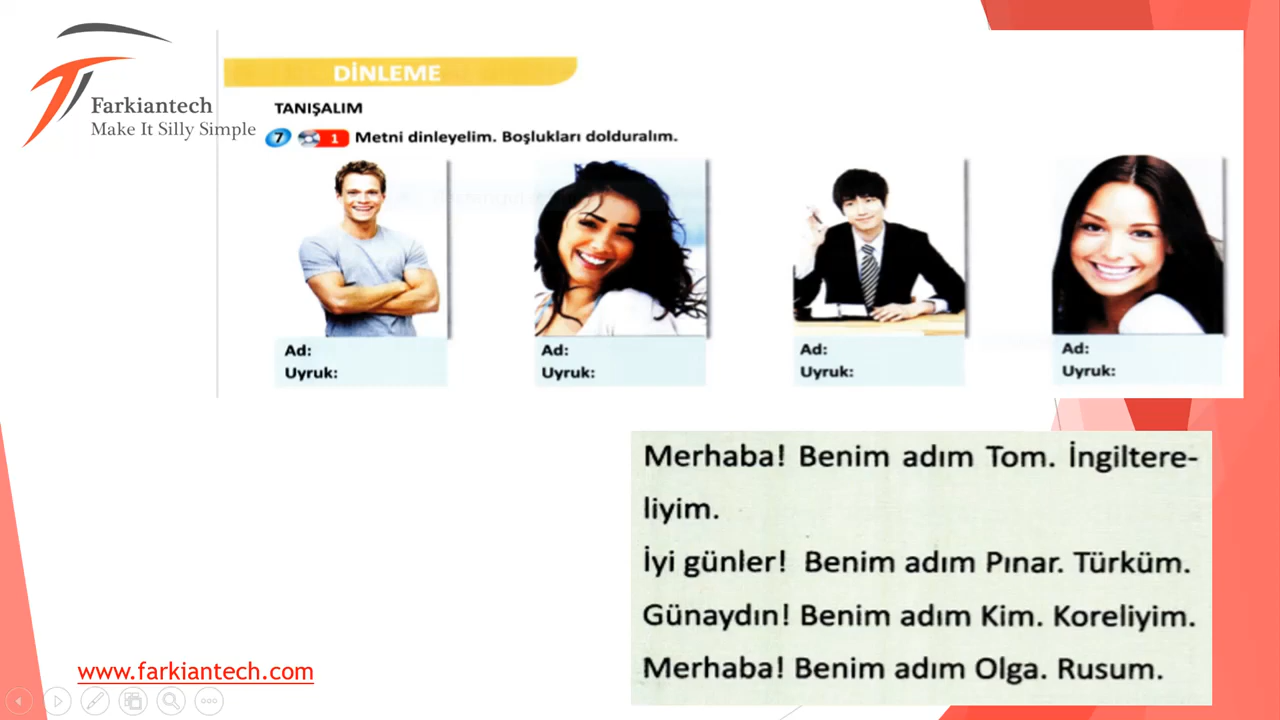 Farkiantech
Make It Silly Simple
DİNLEME
TANIŞALIM
7 1 Metni dinleyelim. Boşlukları dolduralım.
Ad:
Uyruk:
Ad:
Uyruk:
Ad:
Uyruk:
Ad:
Uyruk:
Merhaba! Benim adım Tom. İngiltere-
liyim.
İyi günler! Benim adım Pınar. Türküm.
Günaydın! Benim adım Kim. Koreliyim.
Merhaba! Benim adım Olga. Rusum.
www.farkiantech.com